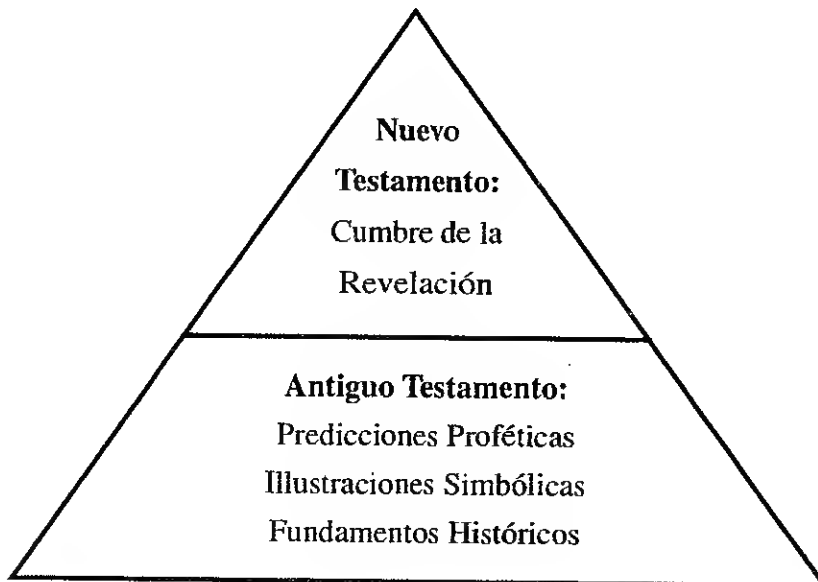 Nuevo
Testamento:
Cumbre de la
Revelación
Antiguo Testamento:
Predicciones Proféticas
Illustraciones Simbólicas
Fundamentos Históricos